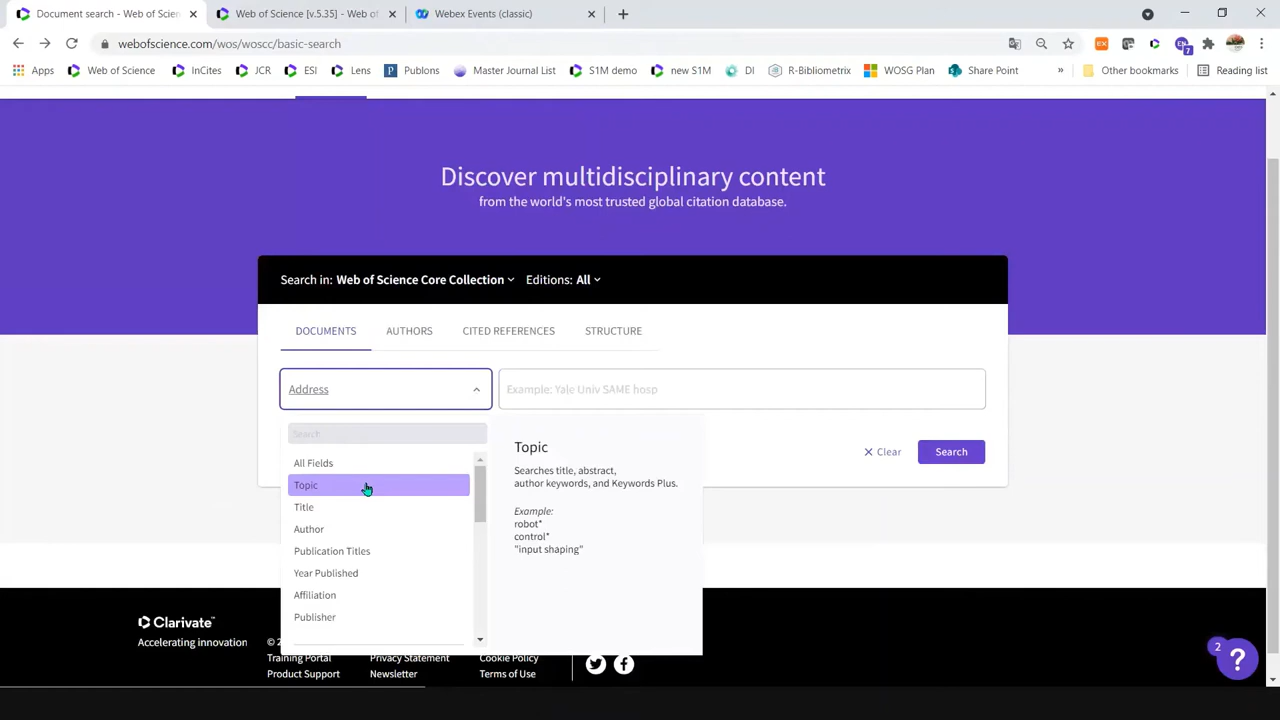 Document search - Web of Scien
Web of Science [v.5.35] - Web of
Webex Events (classic)
webofscience.com/wos/woscc/basic-search
EX
EN
7
Apps
Web of Science
InCites
JCR
ESI
Lens
Publons
Master Journal List
S1M demo
new S1M
DI
R-Bibliometrix
WOSG Plan
Share Point
»
Other bookmarks
Reading list
Discover multidisciplinary content
from the world's most trusted global citation database.
Search in: Web of Science Core Collection Editions: All
DOCUMENTS AUTHORS CITED REFERENCES STRUCTURE
Address
Example: Yale Univ SAME hosp
Search
All Fields
Topic
Title
Author
Publication Titles
Year Published
Affiliation
Publisher
Topic
Searches title, abstract,
author keywords, and Keywords Plus.
Example:
robot*
control*
"input shaping"
Clear
Search
Clarivate™
Accelerating innovation
© 2
Training Portal
Product Support
Privacy Statement
Newsletter
Cookie Policy
Terms of Use
2
?